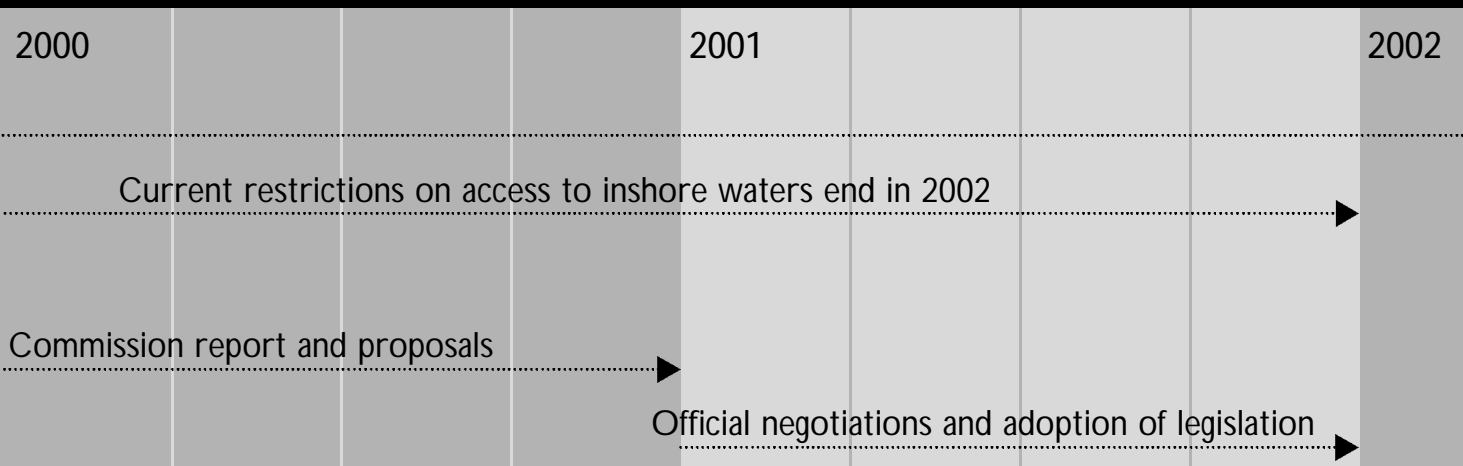 2000 2001 2002
Current restrictions on access to inshore waters end in 2002
Commission report and proposals
Official negotiations and adoption of legislation